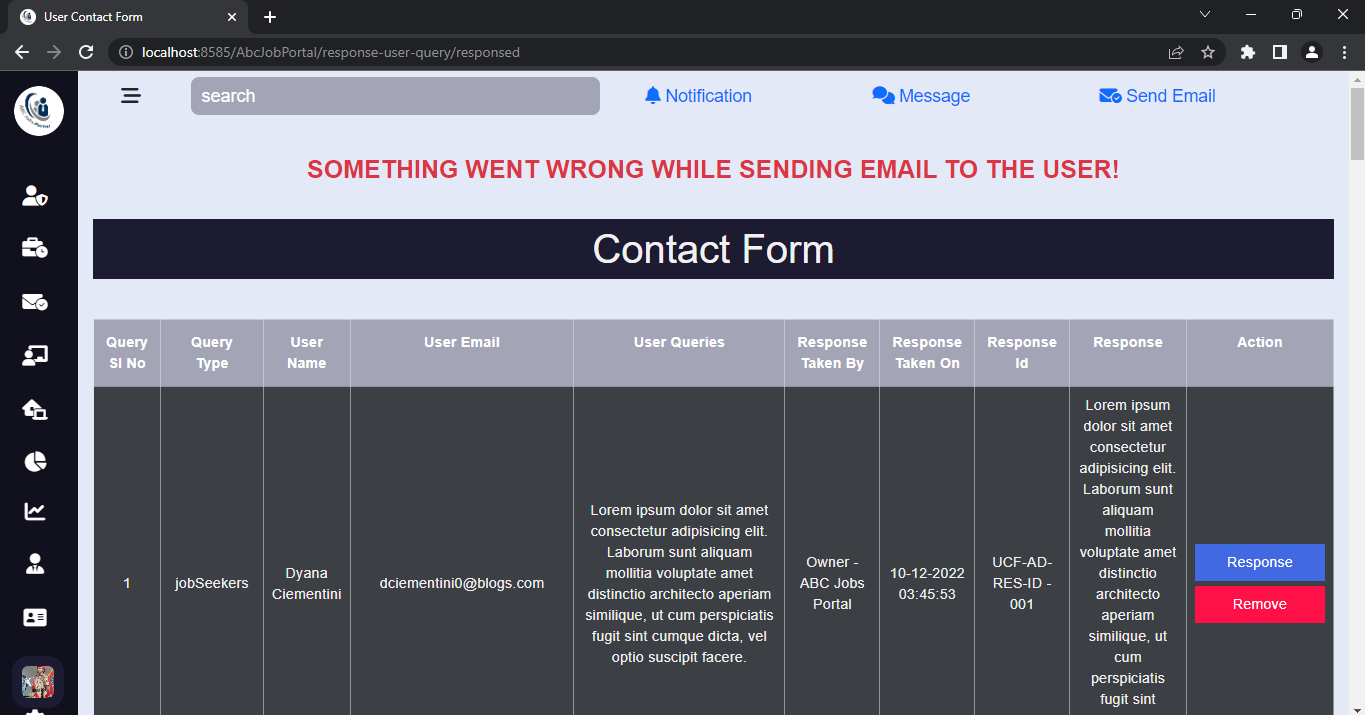 User Contact Form
localhost:8585/AbcJobPortal/response-user-query/responsed
search
Notification
Message
Send Email
SOMETHING WENT WRONG WHILE SENDING EMAIL TO THE USER!
Contact Form
Query
Sl No
Query
Type
User
Name
User Email
User Queries
Response
Taken By
Response
Taken On
Response
Id
Response
Action
1
jobSeekers
Dyana
Ciementini
dciementini0@blogs.com
Lorem ipsum dolor sit amet
consectetur adipisicing elit.
Laborum sunt aliquam
mollitia voluptate amet
distinctio architecto aperiam
similique, ut cum perspiciatis
fugit sint cumque dicta, vel
optio suscipit facere.
Owner -
ABC Jobs
Portal
10-12-2022
03:45:53
UCF-AD-
RES-ID -
001
Lorem ipsum
dolor sit amet
consectetur
adipisicing elit.
Laborum sunt
aliquam
mollitia
voluptate amet
distinctio
architecto
aperiam
similique, ut
cum
perspiciatis
fugit sint
Response
Remove